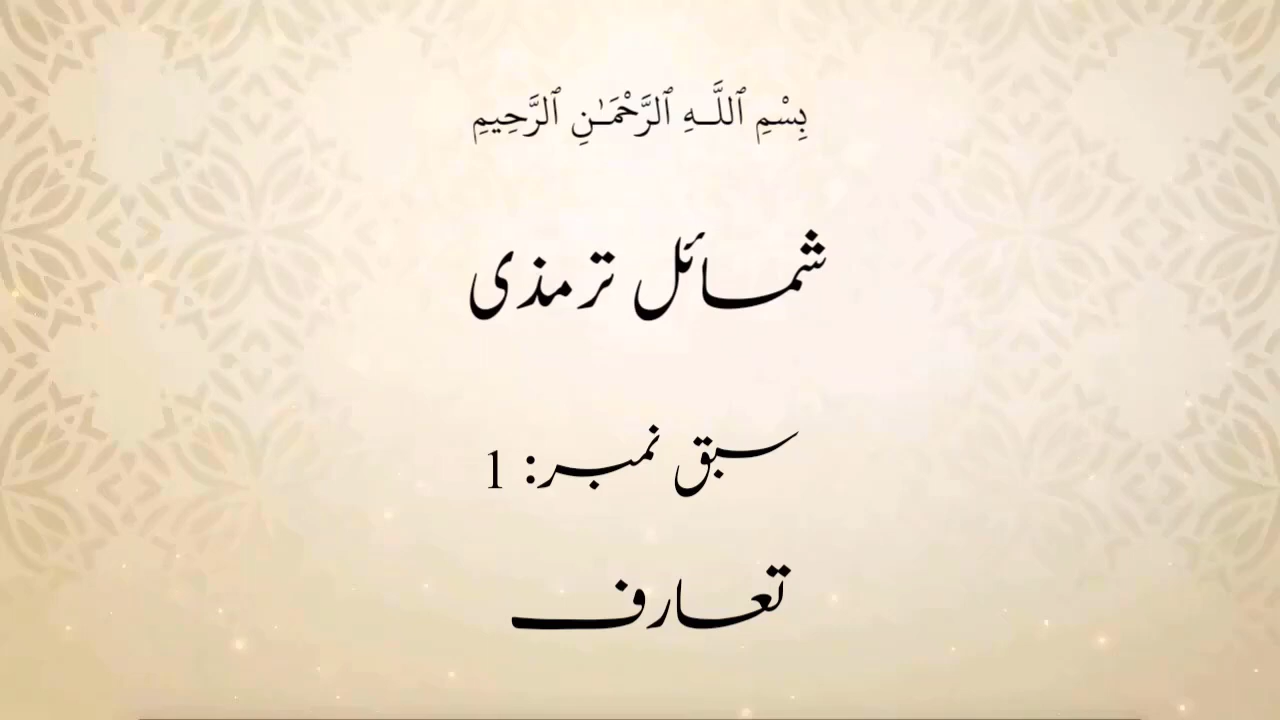 بِسْمِ ٱللَّـهِ ٱلرَّحْمَـٰنِ ٱلرَّحِيمِ
شمائل ترمذی
سبق نمبر: 1
تعارف